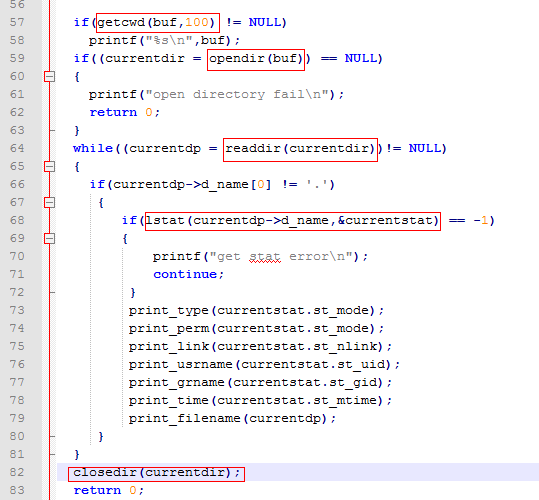 56
57 if(getcwd(buf,100) != NULL)
58 printf("%s\n",buf);
59 if((currentdir = opendir(buf)) == NULL)
60 {
61 printf("open directory fail\n");
62 return 0;
63 }
64 while((currentdp = readdir(currentdir))!= NULL)
65 {
66 if(currentdp->d_name[0] != '.')
67 {
68 if(lstat(currentdp->d_name,&currentstat) == -1)
69 {
70 printf("get stat error\n");
71 continue;
72 }
73 print_type(currentstat.st_mode);
74 print_perm(currentstat.st_mode);
75 print_link(currentstat.st_nlink);
76 print_usrname(currentstat.st_uid);
77 print_grname(currentstat.st_gid);
78 print_time(currentstat.st_mtime);
79 print_filename(currentdp);
80 }
81 }
82 closedir(currentdir);
83 return 0;